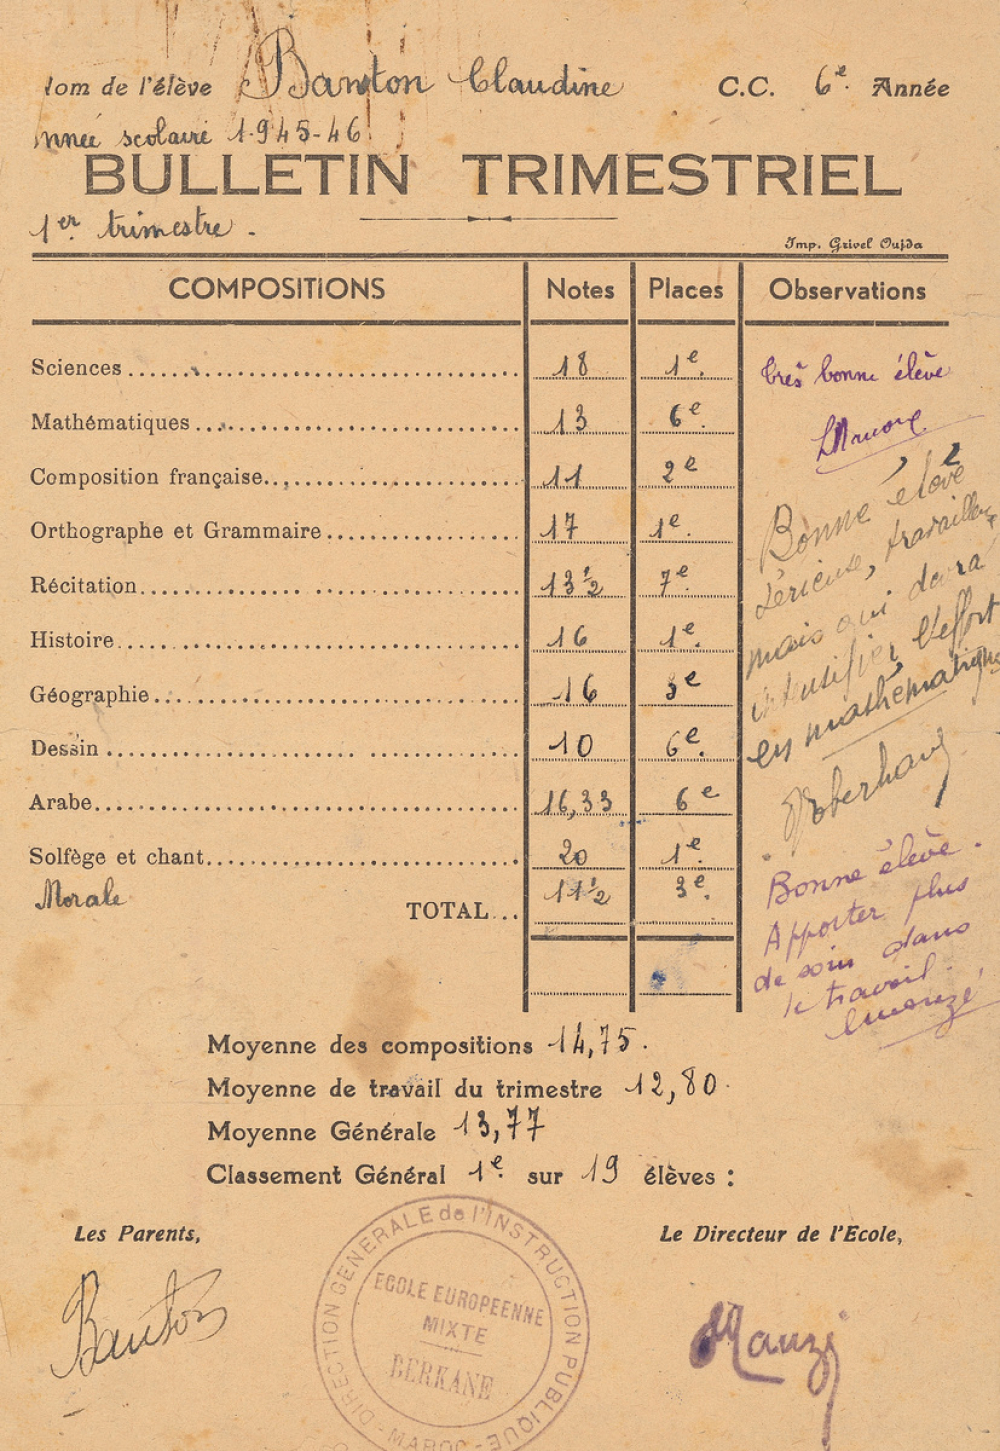 Nom de l'élève Banton Claudine C.C. 6e. Année
Année scolaire 1945-46
BULLETIN TRIMESTRIEL
1er trimestre.
Imp. Grivel Oujda
COMPOSITIONS Notes Places Observations
Sciences 18 1e.
Mathématiques 13 6e.
Composition française 11 2e
Orthographe et Grammaire 17 1e.
Récitation 13 1/2 7e.
Histoire 16 1e.
Géographie 16 3e
Dessin 10 6e.
Arabe 16,33 6e
Solfège et chant 20 1e.
Morale 11 1/2 3e.
TOTAL
très bonne élève
Bonne élève
sérieuse, travailleuse
mais qui devra
intensifier l'effort
en mathématiques
Bonne élève.
Apporter plus
de soin dans
le travail.
Moyenne des compositions 14,75.
Moyenne de travail du trimestre 12,80.
Moyenne Générale 13,77
Classement Général 1e. sur 19 élèves :
Les Parents, Le Directeur de l'Ecole,
Banton
DIRECTION GENERALE de l'INSTRUCTION PUBLIQUE - MAROC -
ECOLE EUROPEENNE
MIXTE
BERKANE